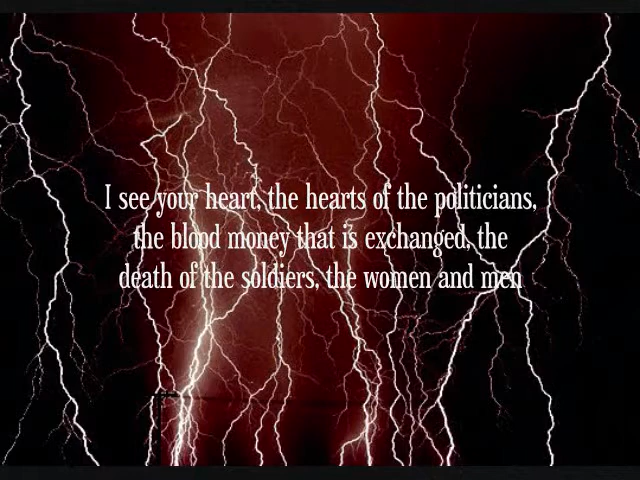 I see your heart, the hearts of the politicians,
the blood money that is exchanged, the
death of the soldiers, the women and men